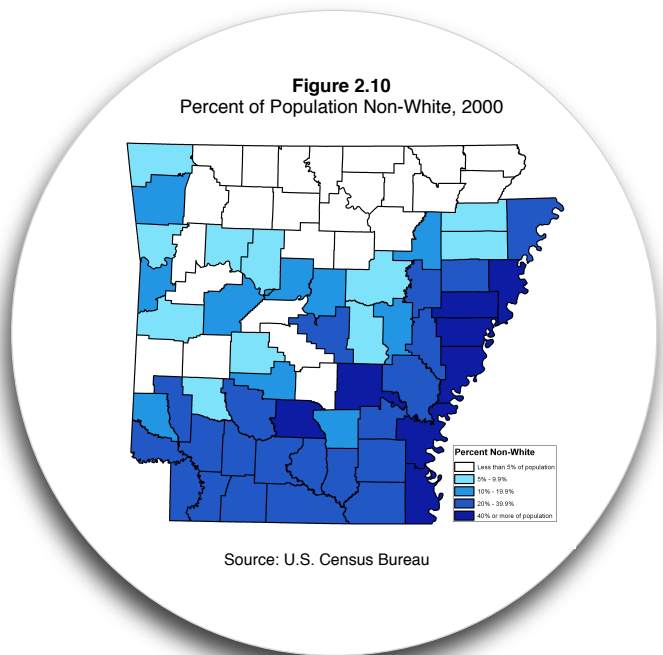 Figure 2.10
Percent of Population Non-White, 2000
Percent Non-White
Less than 5% of population
5% - 9.9%
10% - 19.9%
20% - 39.9%
40% or more of population
Source: U.S. Census Bureau